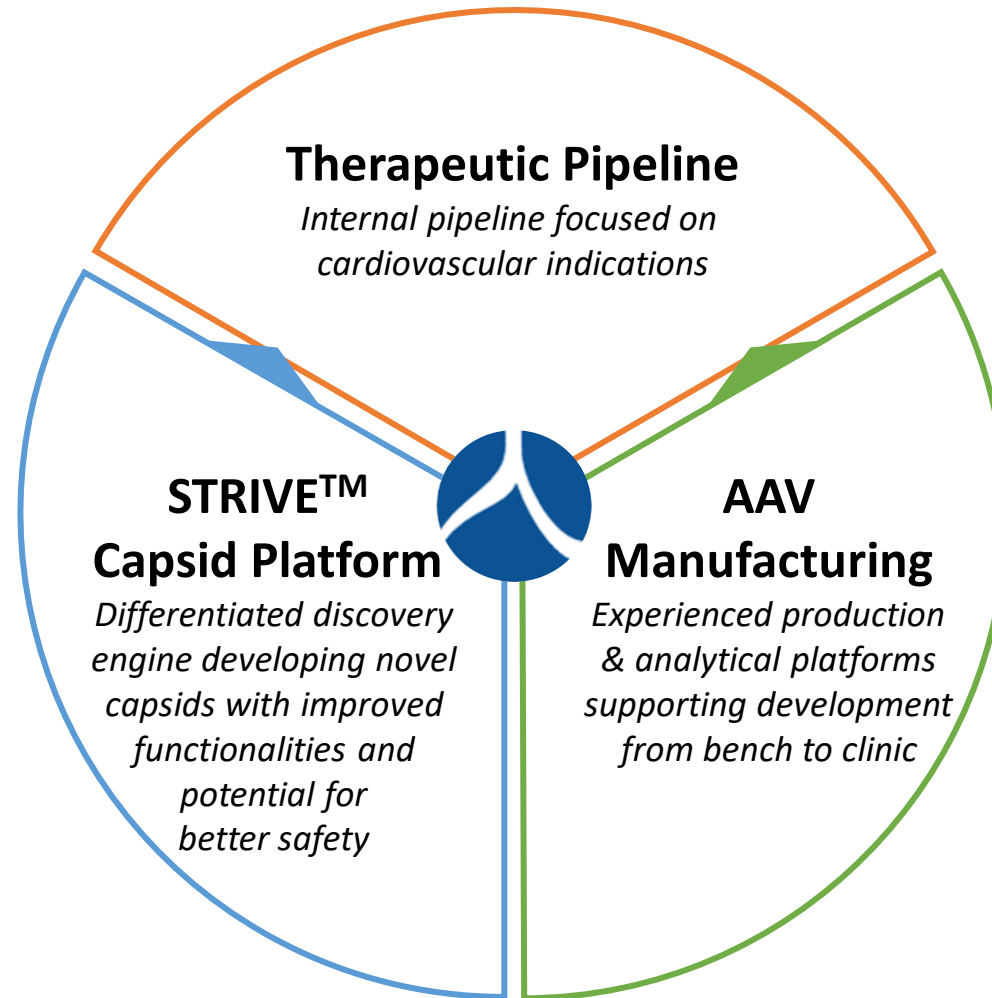 Therapeutic Pipeline
Internal pipeline focused on
cardiovascular indications
STRIVE™
Capsid Platform
Differentiated discovery
engine developing novel
capsids with improved
functionalities and
potential for
better safety
AAV
Manufacturing
Experienced production
& analytical platforms
supporting development
from bench to clinic